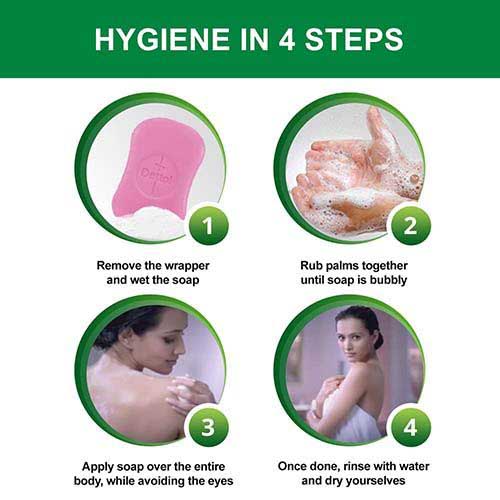 HYGIENE IN 4 STEPS
Dettol
1
2
Remove the wrapper
and wet the soap
Rub palms together
until soap is bubbly
3
4
Apply soap over the entire
body, while avoiding the eyes
Once done, rinse with water
and dry yourselves